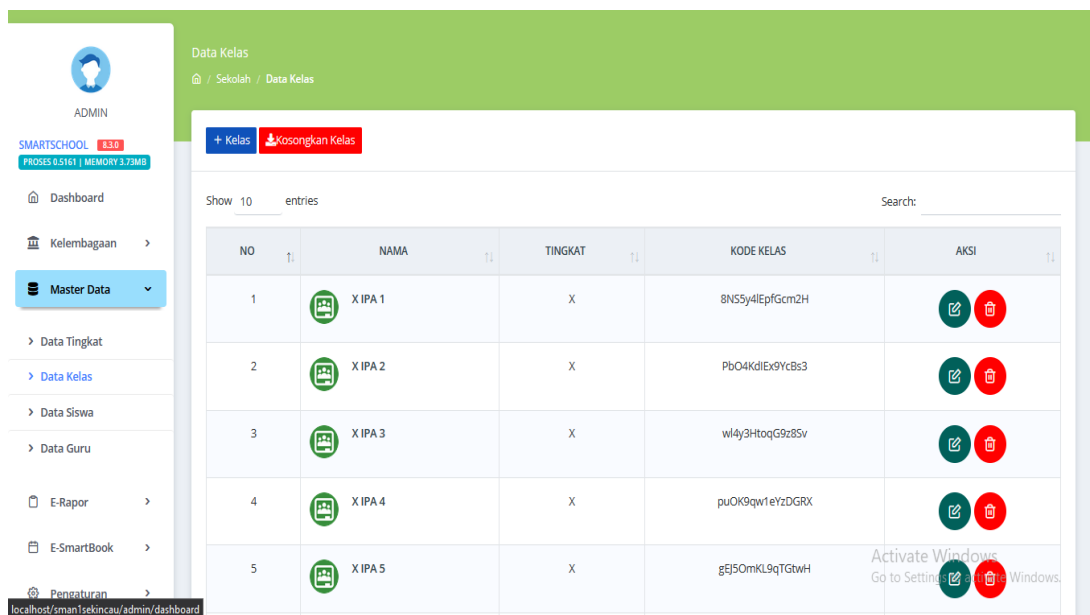 Data Kelas
/ Sekolah / Data Kelas
ADMIN
SMARTSCHOOL 8.3.0
PROSES 0.5161 | MEMORY 3.73MB
Dashboard
Kelembagaan
Master Data
Data Tingkat
Data Kelas
Data Siswa
Data Guru
E-Rapor
E-SmartBook
Pengaturan
localhost/sman1sekincau/admin/dashboard
+ Kelas Kosongkan Kelas
Show 10 entries Search:
NO NAMA TINGKAT KODE KELAS AKSI
1 X IPA 1 X 8NS5y4lEpfGcm2H
2 X IPA 2 X PbO4KdIEx9YcBs3
3 X IPA 3 X wl4y3HtoqG9z8Sv
4 X IPA 4 X puOK9qw1eYzDGRX
5 X IPA 5 X gEJ5OmKL9qTGtwH
Activate Windows
Go to Settings to activate Windows.